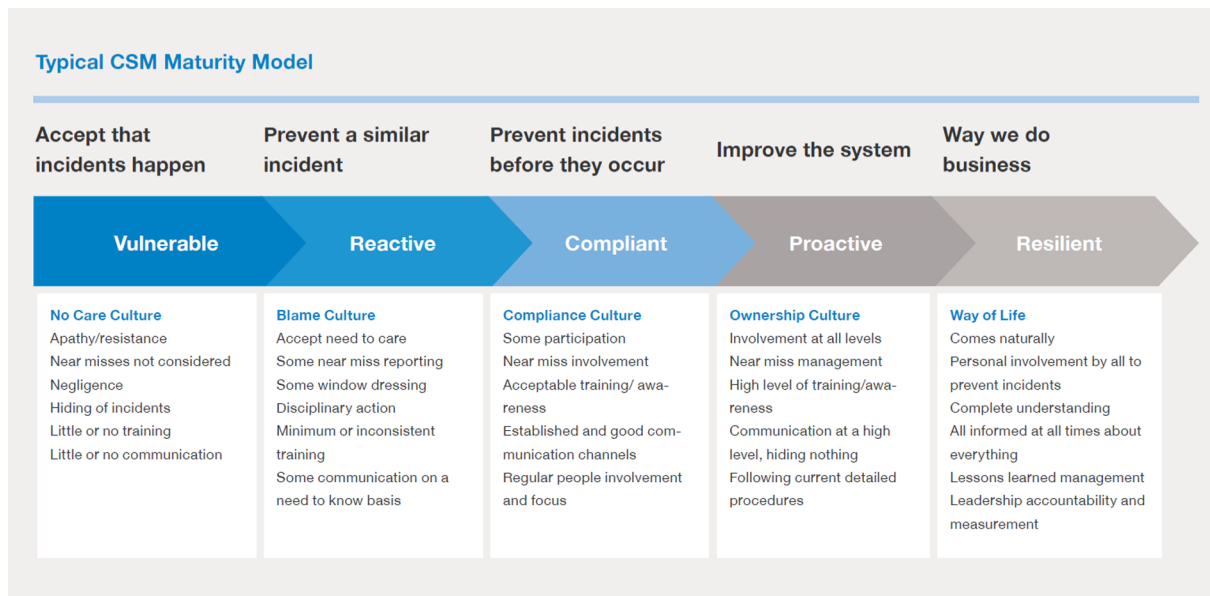 Typical CSM Maturity Model
Accept that
incidents happen
Prevent a similar
incident
Prevent incidents
before they occur
Improve the system
Way we do
business
Vulnerable
Reactive
Compliant
Proactive
Resilient
No Care Culture
Apathy/resistance
Near misses not considered
Negligence
Hiding of incidents
Little or no training
Little or no communication
Blame Culture
Accept need to care
Some near miss reporting
Some window dressing
Disciplinary action
Minimum or inconsistent
training
Some communication on a
need to know basis
Compliance Culture
Some participation
Near miss involvement
Acceptable training/ awa-
reness
Established and good com-
munication channels
Regular people involvement
and focus
Ownership Culture
Involvement at all levels
Near miss management
High level of training/awa-
reness
Communication at a high
level, hiding nothing
Following current detailed
procedures
Way of Life
Comes naturally
Personal involvement by all to
prevent incidents
Complete understanding
All informed at all times about
everything
Lessons learned management
Leadership accountability and
measurement